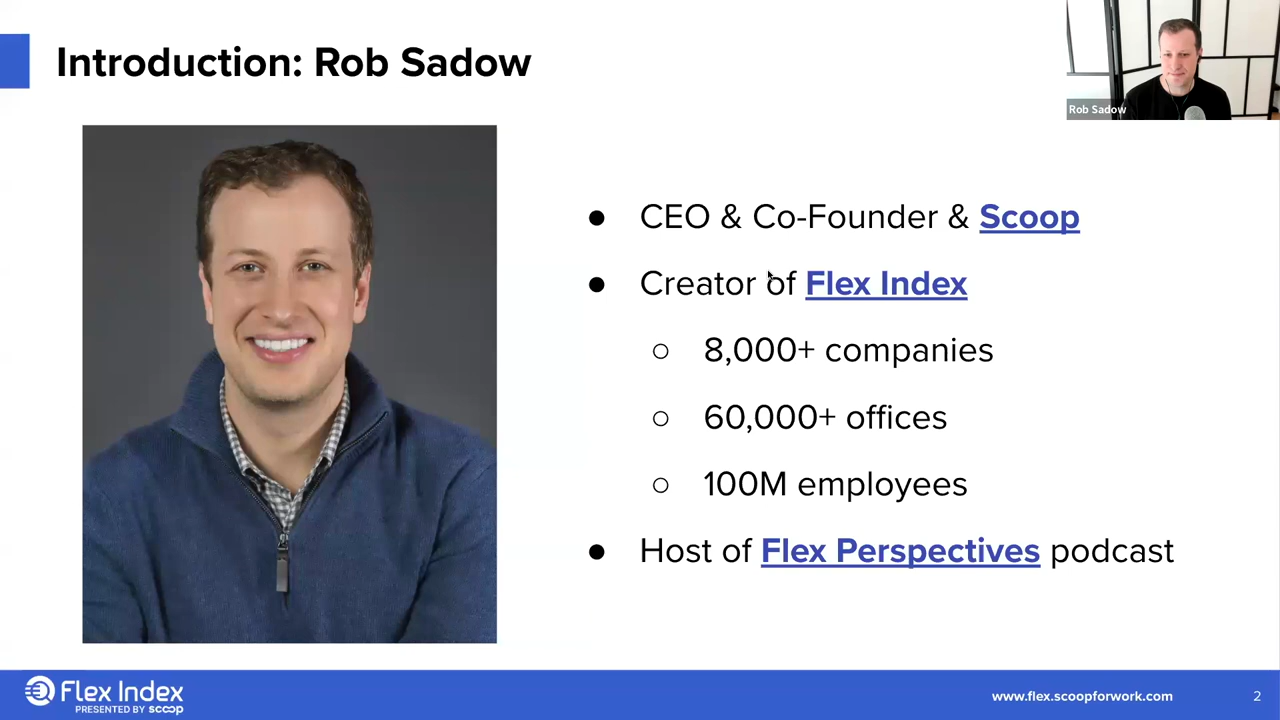 Introduction: Rob Sadow
Rob Sadow
● CEO & Co-Founder & Scoop
● Creator of Flex Index
○ 8,000+ companies
○ 60,000+ offices
○ 100M employees
● Host of Flex Perspectives podcast
Flex Index
PRESENTED BY scoop
www.flex.scoopforwork.com
2